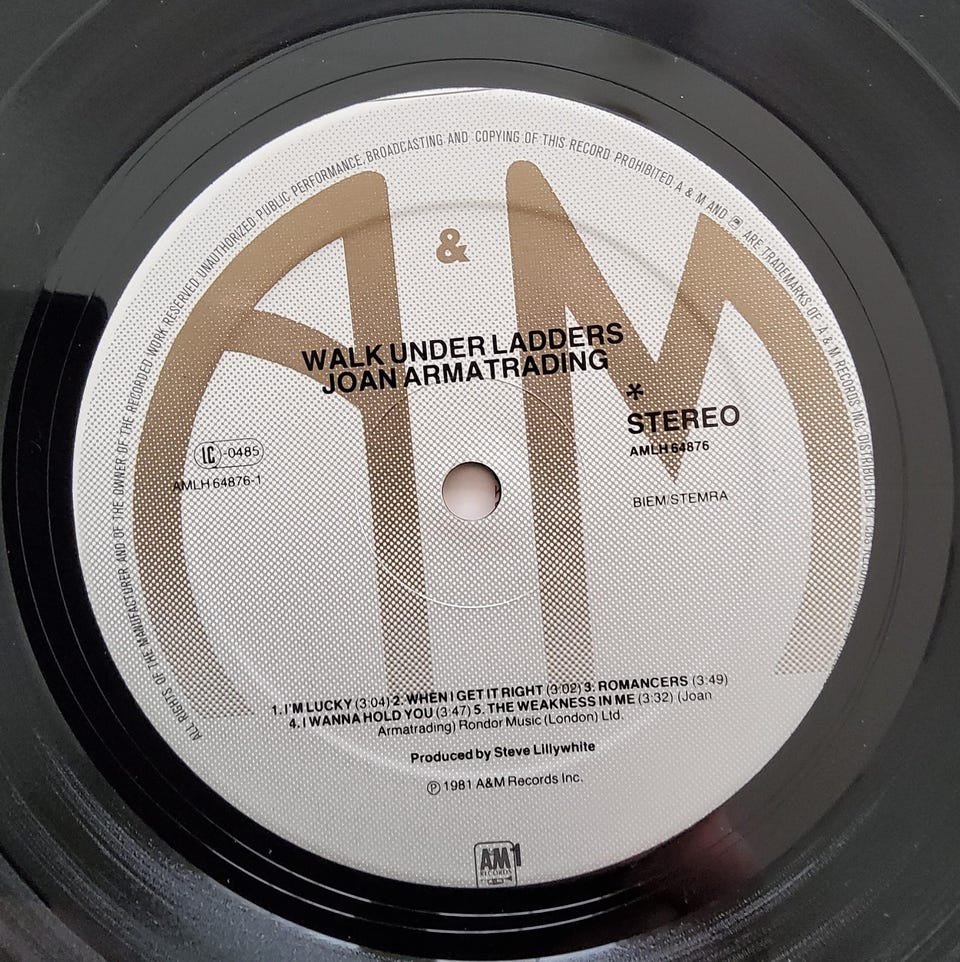 ALL RIGHTS OF THE MANUFACTURER AND OF THE OWNER OF THE RECORDED WORK RESERVED. UNAUTHORIZED PUBLIC PERFORMANCE, BROADCASTING AND COPYING OF THIS RECORD PROHIBITED. A & M AND ARE TRADEMARKS OF A & M RECORDS INC. DISTRIBUTED BY CBS
A & M
WALK UNDER LADDERS
JOAN ARMATRADING
*
STEREO
AMLH 64876
LC-0485
AMLH 64876-1
BIEM/STEMRA
1. I'M LUCKY (3:04) 2. WHEN I GET IT RIGHT (3:02) 3. ROMANCERS (3:49)
4. I WANNA HOLD YOU (3:47) 5. THE WEAKNESS IN ME (3:32) (Joan
Armatrading) Rondor Music (London) Ltd.
Produced by Steve Lillywhite
℗ 1981 A&M Records Inc.
AM
RECORDS
1